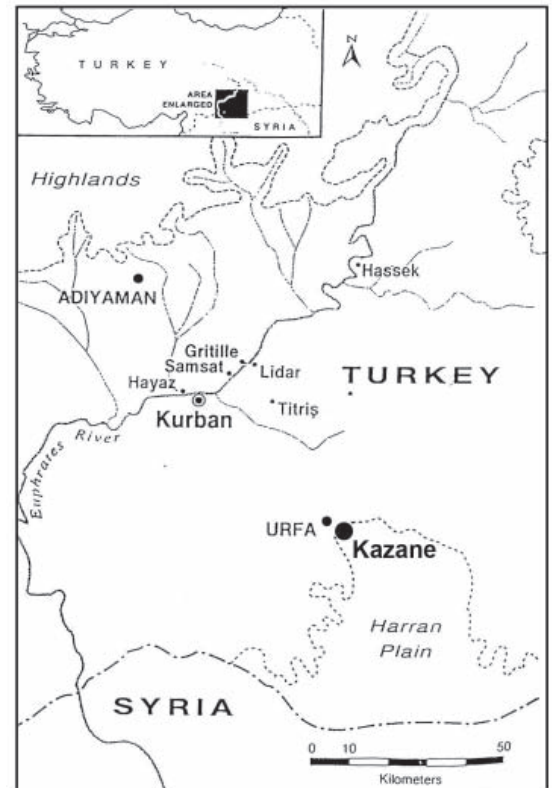 TURKEY
AREA
ENLARGED
SYRIA
N
Highlands
ADIYAMAN
Hassek
Gritille
Samsat
Lidar
Hayaz
TURKEY
Kurban
Titriş
Euphrates River
URFA
Kazane
Harran
Plain
SYRIA
0 10 50
Kilometers